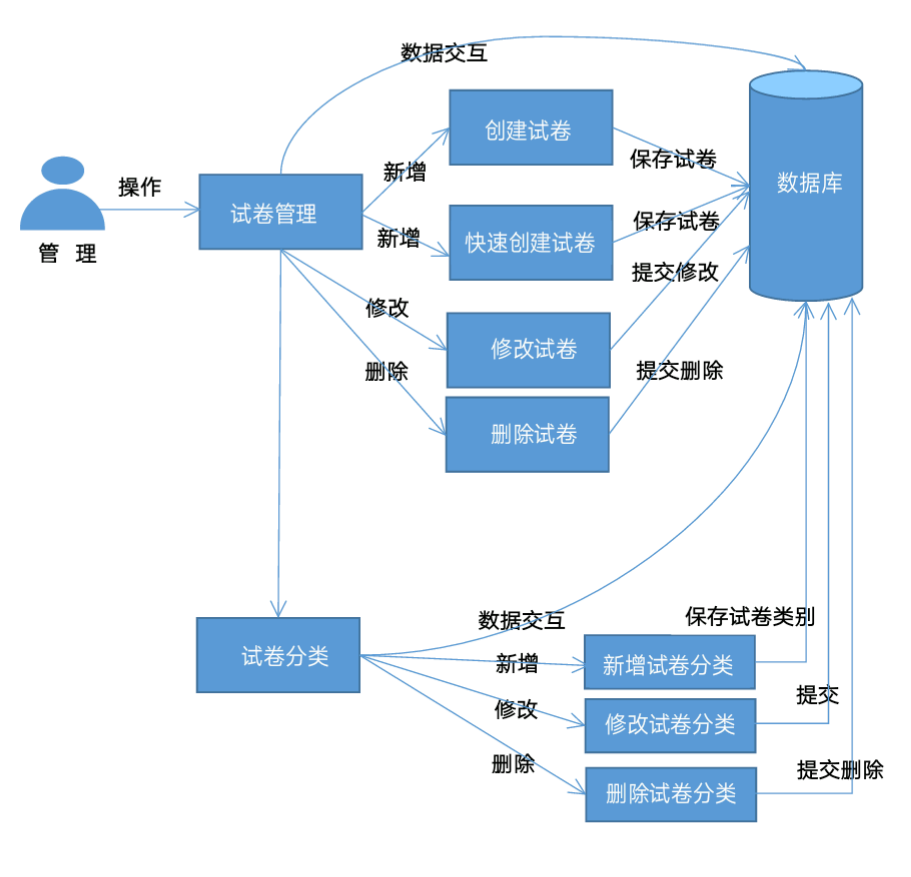 数据交互
创建试卷
新增
保存试卷
操作
数据库
试卷管理
新增
快速创建试卷
保存试卷
管 理
提交修改
修改
修改试卷
删除
提交删除
删除试卷
数据交互
保存试卷类别
试卷分类
新增
新增试卷分类
修改
提交
修改试卷分类
删除
提交删除
删除试卷分类